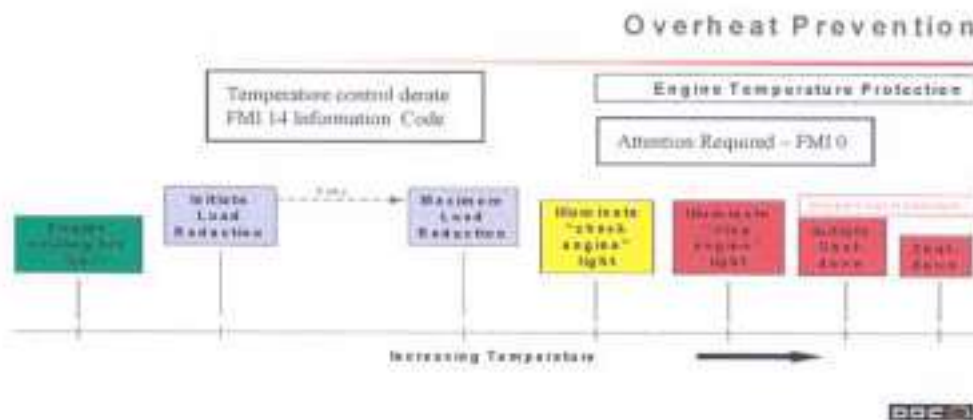 Overheat Prevention
Temperature control derate
FMI 14 Information Code
Engine Temperature Protection
Attention Required – FMI 0
Initiate
Load
Reduction
Maximum
Load
Reduction
Illuminate
"check
engine"
light
Illuminate
"stop
engine"
light
Initiate
Shut
down
Shut
down
Increasing Temperature
DDC